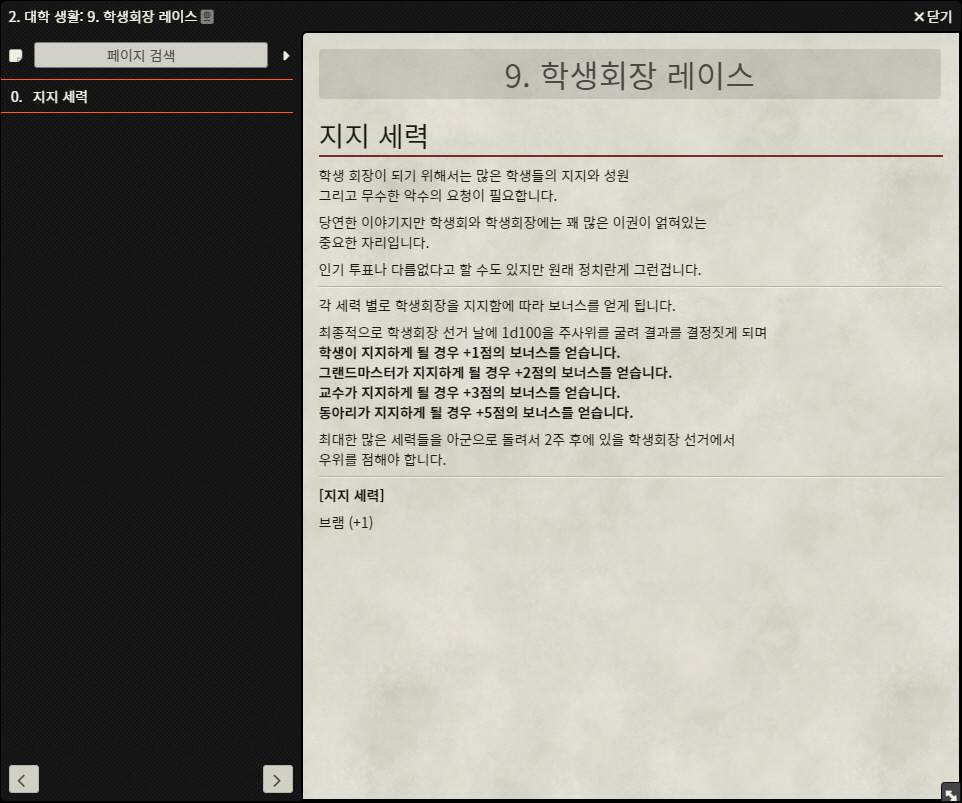 2. 대학 생활: 9. 학생회장 레이스
닫기
페이지 검색
0. 지지 세력
9. 학생회장 레이스
지지 세력
학생 회장이 되기 위해서는 많은 학생들의 지지와 성원
그리고 무수한 악수의 요청이 필요합니다.
당연한 이야기지만 학생회와 학생회장에는 꽤 많은 이권이 얽혀있는
중요한 자리입니다.
인기 투표나 다름없다고 할 수도 있지만 원래 정치란게 그런겁니다.
각 세력 별로 학생회장을 지지함에 따라 보너스를 얻게 됩니다.
최종적으로 학생회장 선거 날에 1d100을 주사위를 굴려 결과를 결정짓게 되며
학생이 지지하게 될 경우 +1점의 보너스를 얻습니다.
그랜드마스터가 지지하게 될 경우 +2점의 보너스를 얻습니다.
교수가 지지하게 될 경우 +3점의 보너스를 얻습니다.
동아리가 지지하게 될 경우 +5점의 보너스를 얻습니다.
최대한 많은 세력들을 아군으로 돌려서 2주 후에 있을 학생회장 선거에서
우위를 점해야 합니다.
[지지 세력]
브램 (+1)